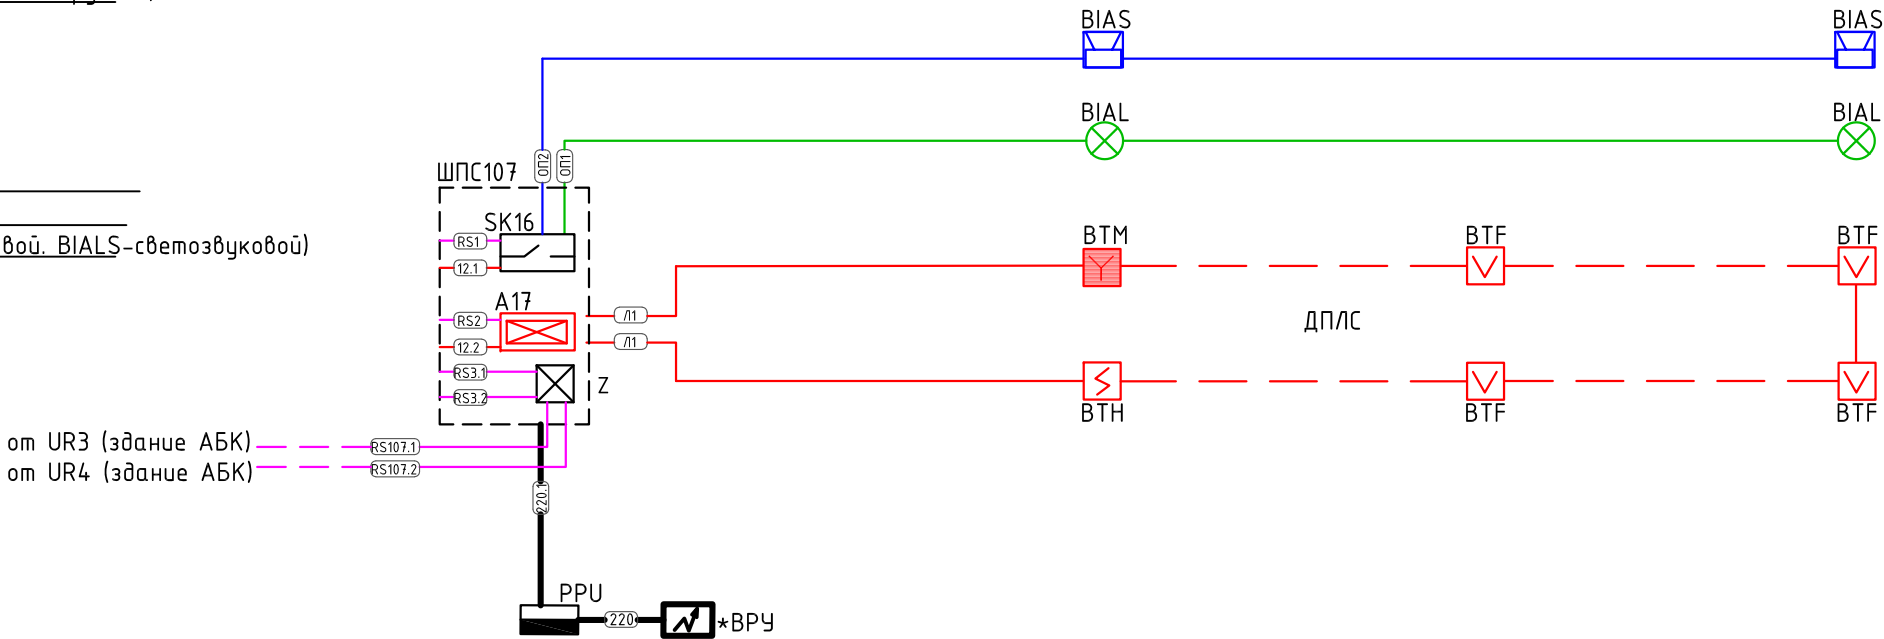 BIAS
BIAS
BIAL
BIAL
ОП2
ОП1
ШПС107
SK16
RS1
12.1
вой. BIALS-светозвуковой)
BTM
BTF
BTF
A17
RS2
12.2
Л1
Л1
ДП/ЛС
RS3.1
RS3.2
Z
BTH
BTF
BTF
от UR3 (здание АБК)
RS107.1
от UR4 (здание АБК)
RS107.2
220.1
PPU
220
*ВРУ